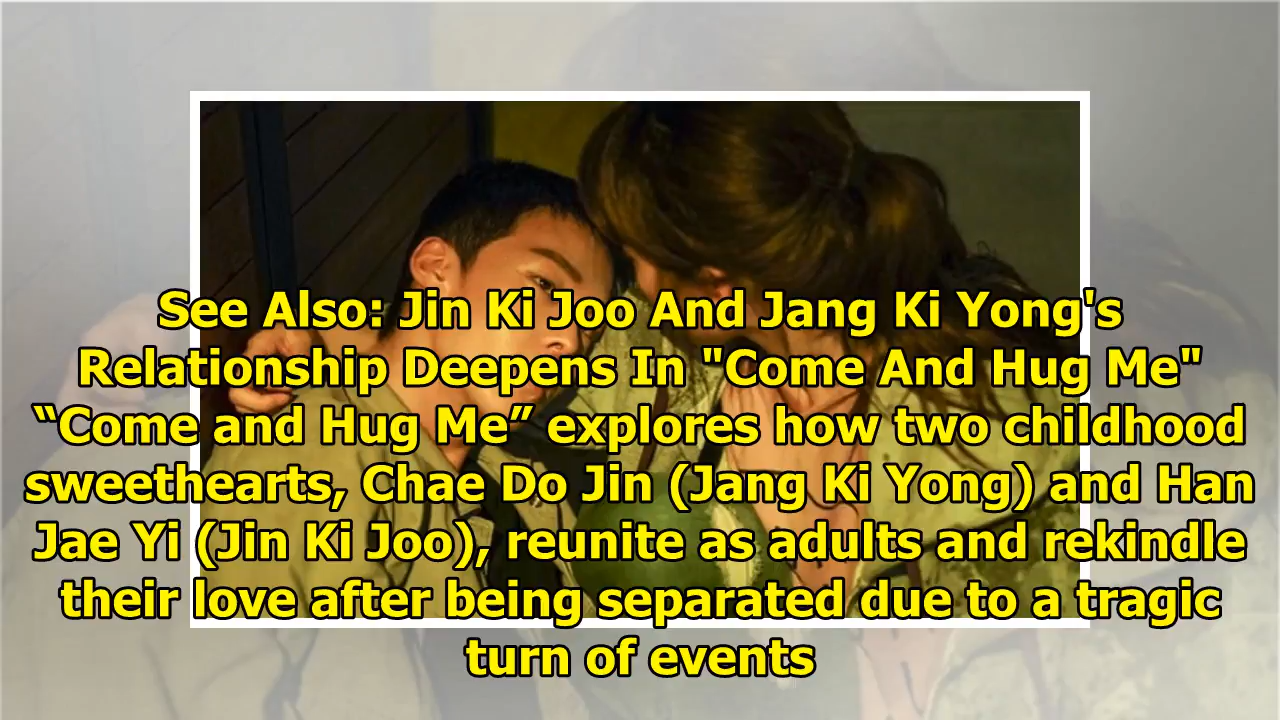 See Also: Jin Ki Joo And Jang Ki Yong's
Relationship Deepens In "Come And Hug Me"
“Come and Hug Me” explores how two childhood
sweethearts, Chae Do Jin (Jang Ki Yong) and Han
Jae Yi (Jin Ki Joo), reunite as adults and rekindle
their love after being separated due to a tragic
turn of events